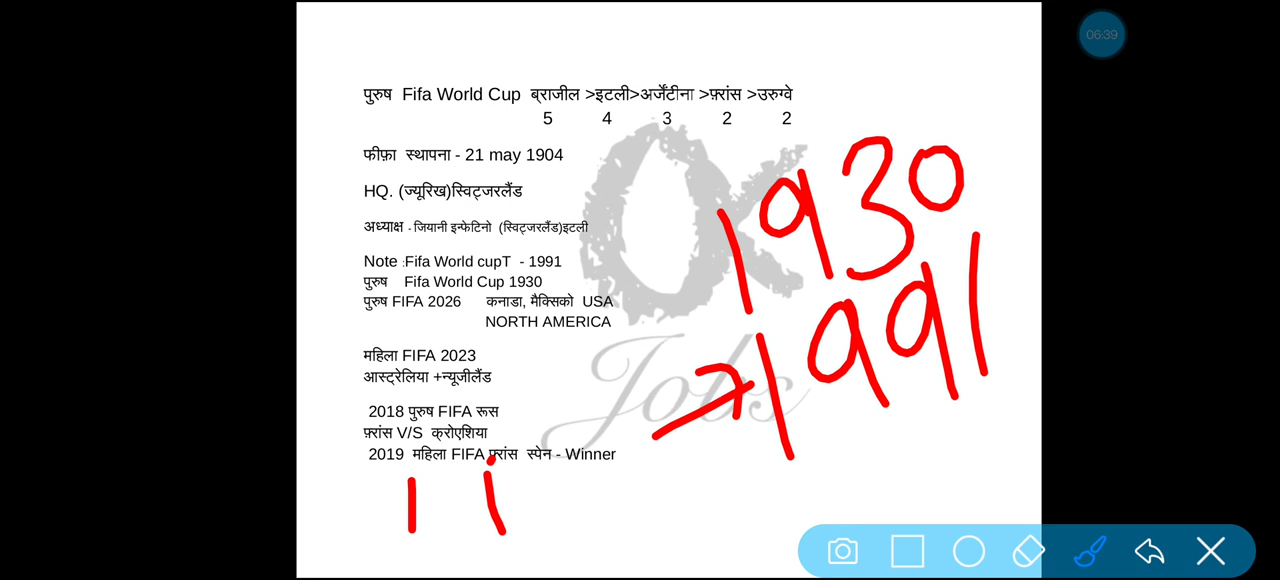 06:39
पुरुष Fifa World Cup ब्राजील >इटली>अर्जेंटीना >फ़्रांस >उरुग्वे
5 4 3 2 2
फीफ़ा स्थापना - 21 may 1904
HQ. (ज्यूरिख)स्विट्जरलैंड
अध्यक्ष - जियानी इन्फेटिनो (स्विट्जरलैंड)इटली
Note :Fifa World cupT - 1991
पुरुष Fifa World Cup 1930
पुरुष FIFA 2026 कनाडा, मैक्सिको USA
NORTH AMERICA
महिला FIFA 2023
आस्ट्रेलिया +न्यूजीलैंड
2018 पुरुष FIFA रूस
फ़्रांस V/S क्रोएशिया
2019 महिला FIFA फ़्रांस स्पेन - Winner
1930
1991
OK
Jobs